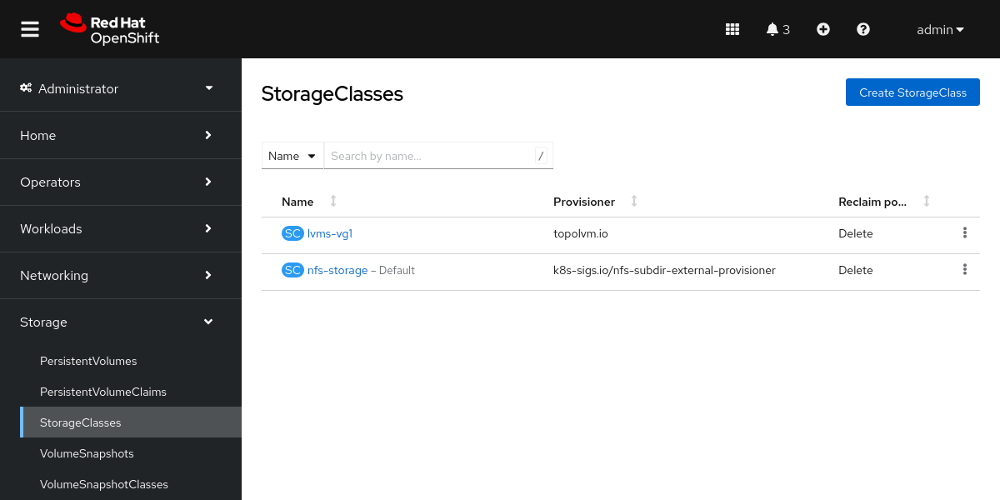 Red Hat
OpenShift
3
admin
Administrator
Home
Operators
Workloads
Networking
Storage
PersistentVolumes
PersistentVolumeClaims
StorageClasses
VolumeSnapshots
VolumeSnapshotClasses
StorageClasses
Create StorageClass
Name
Search by name...
/
Name Provisioner Reclaim po...
SC lvms-vg1 topolvm.io Delete
SC nfs-storage – Default k8s-sigs.io/nfs-subdir-external-provisioner Delete